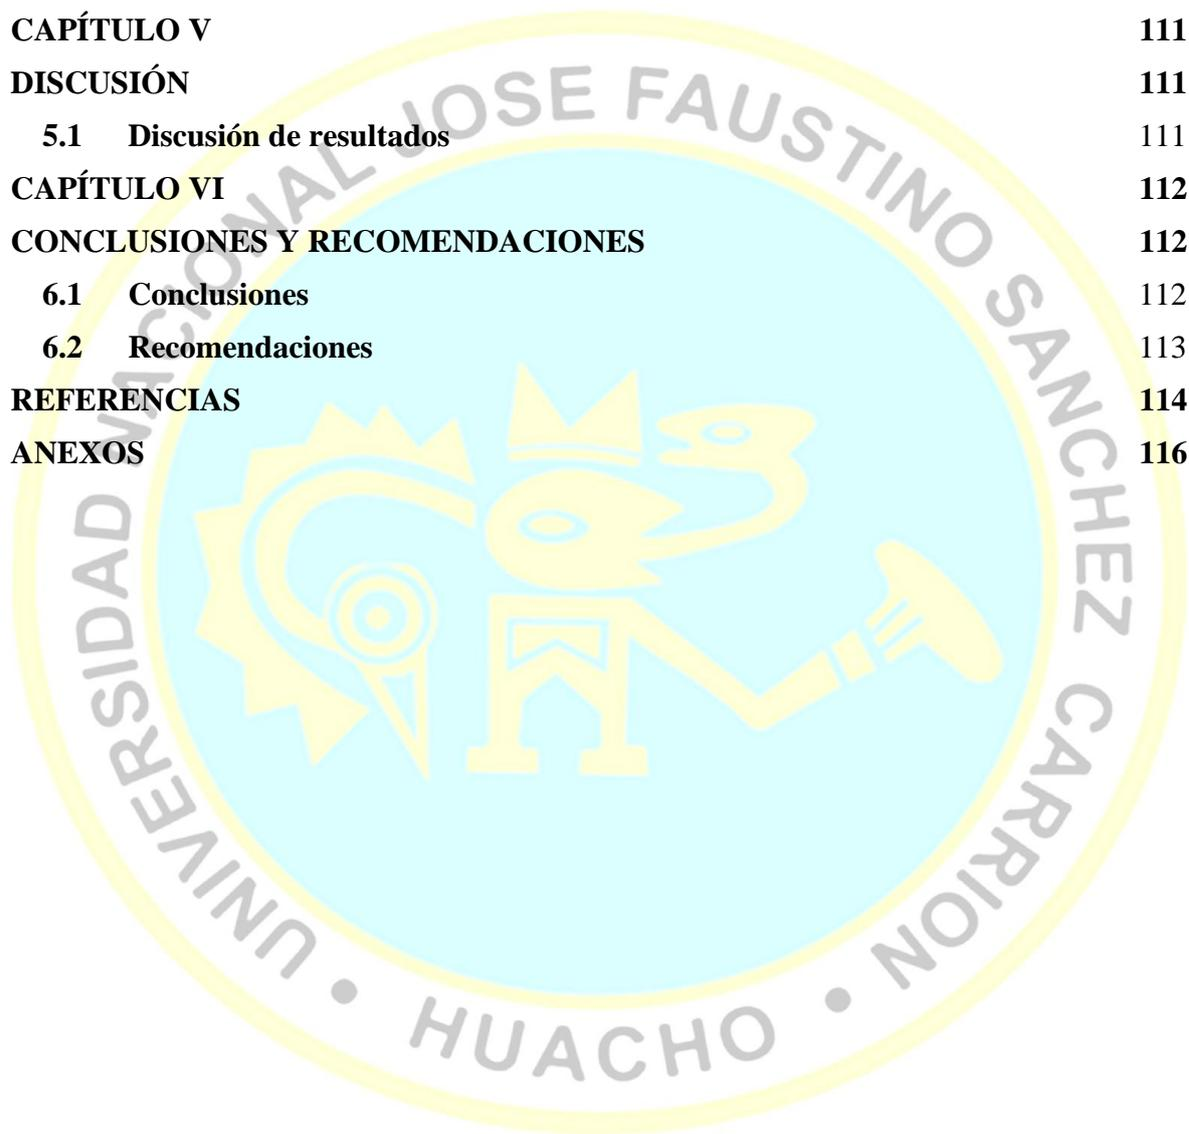 CAPÍTULO V 111
DISCUSIÓN 111
5.1 Discusión de resultados 111
CAPÍTULO VI 112
CONCLUSIONES Y RECOMENDACIONES 112
6.1 Conclusiones 112
6.2 Recomendaciones 113
REFERENCIAS 114
ANEXOS 116
UNIVERSIDAD NACIONAL JOSE FAUSTINO SANCHEZ CARRION
• HUACHO •